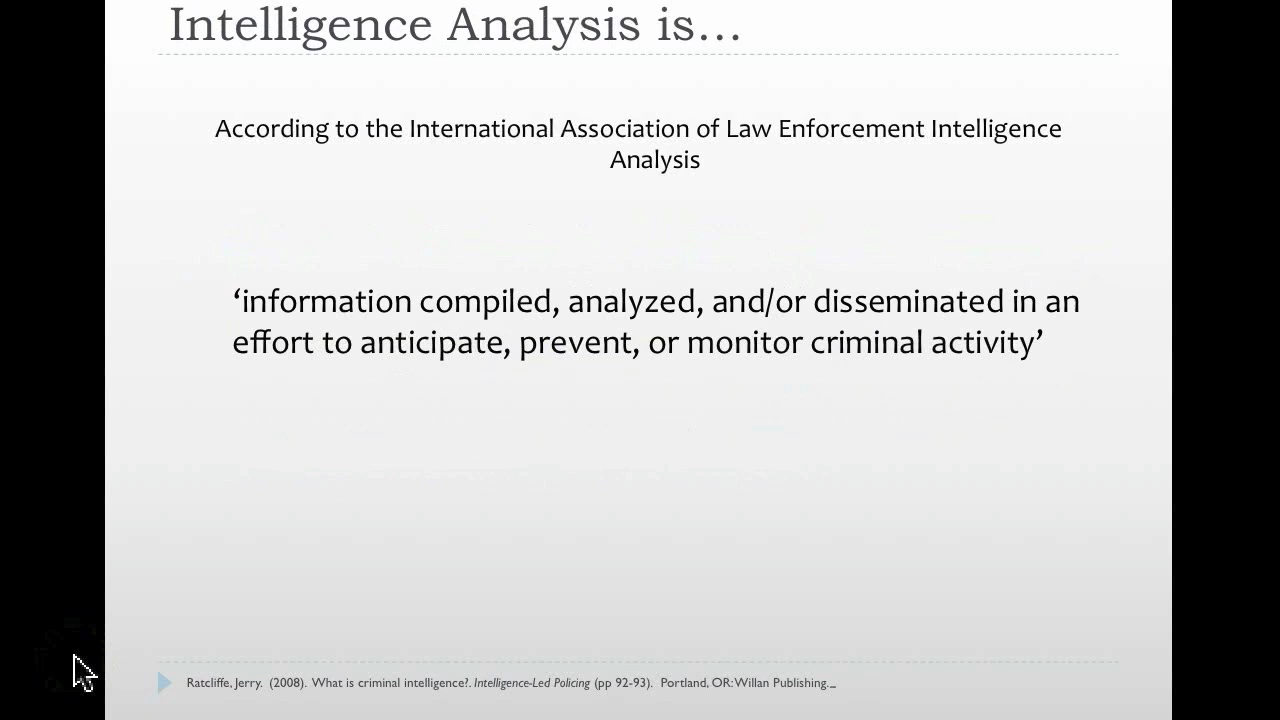 Intelligence Analysis is…
According to the International Association of Law Enforcement Intelligence
Analysis
‘information compiled, analyzed, and/or disseminated in an
effort to anticipate, prevent, or monitor criminal activity’
Ratcliffe, Jerry. (2008). What is criminal intelligence?. Intelligence-Led Policing (pp 92-93). Portland, OR: Willan Publishing._